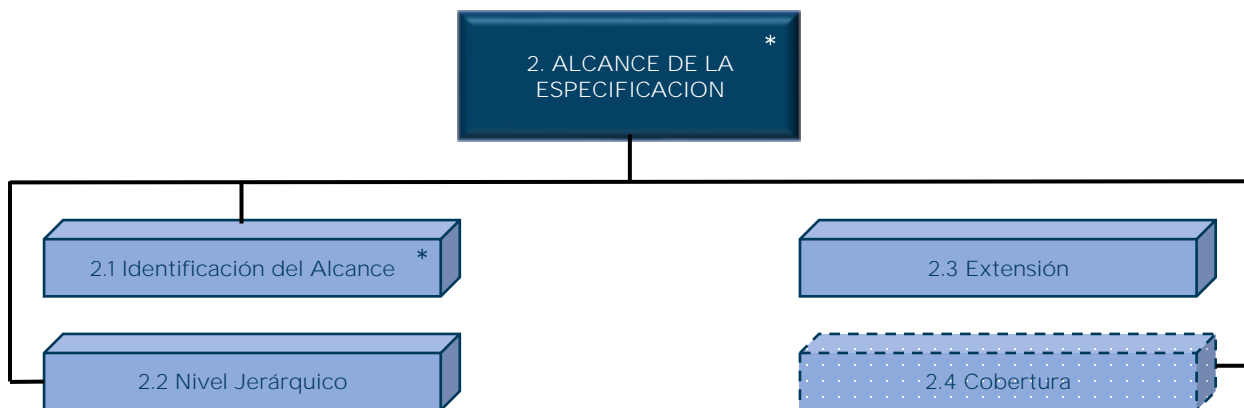 *
2. ALCANCE DE LA
ESPECIFICACION
2.1 Identificación del Alcance *
2.2 Nivel Jerárquico
2.3 Extensión
2.4 Cobertura